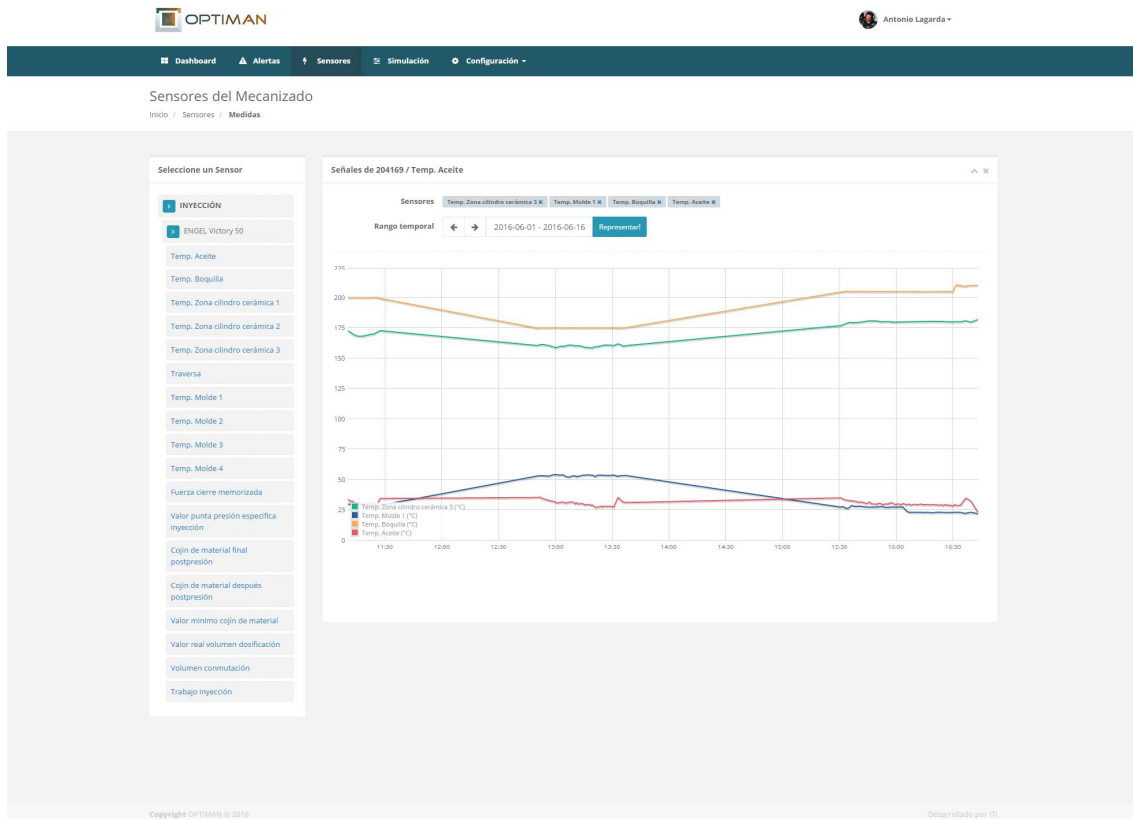 OPTIMAN
Antonio Lagarda
Dashboard Alertas Sensores Simulación Configuración
Sensores del Mecanizado
Inicio / Sensores / Medidas
Seleccione un Sensor
INYECCIÓN
ENGEL Victory 50
Temp. Aceite
Temp. Boquilla
Temp. Zona cilindro cerámica 1
Temp. Zona cilindro cerámica 2
Temp. Zona cilindro cerámica 3
Traversa
Temp. Molde 1
Temp. Molde 2
Temp. Molde 3
Temp. Molde 4
Fuerza cierre memorizada
Valor punta presión especifica
inyección
Cojin de material final
postpresión
Cojin de material después
postpresión
Valor minimo cojín de material
Valor real volumen dosificación
Volumen conmutación
Trabajo inyección
Señales de 204169 / Temp. Aceite
Sensores Temp. Zona cilindro cerámica 3 x Temp. Molde 1 x Temp. Boquilla x Temp. Aceite x
Rango temporal 2016-06-01 - 2016-06-16 Representar!
225
200
175
150
125
100
75
50
25
0
Temp. Zona cilindro cerámica 3 (°C)
Temp. Molde 1 (°C)
Temp. Boquilla (°C)
Temp. Aceite (°C)
11:30 12:00 12:30 13:00 13:30 14:00 14:30 15:00 15:30 16:00 16:30
Copyright OPTIMAN © 2016
Desarrollado por ITI